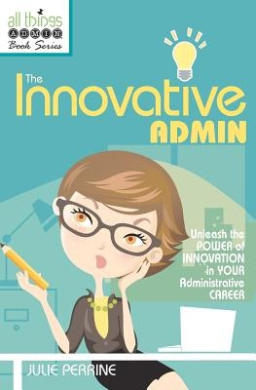 all things
ADMIN
Book Series
The
Innovative
ADMIN
Unleash the
POWER of
INNOVATION
in YOUR
Administrative
CAREER
JULIE PERRINE